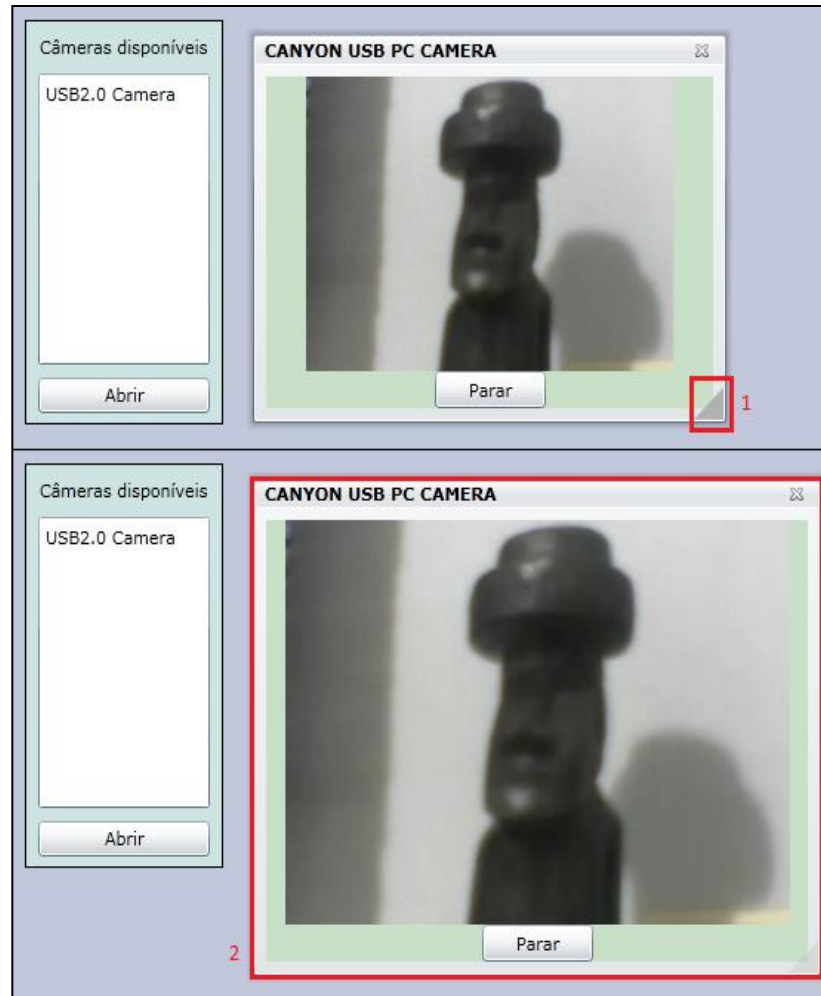 Câmeras disponíveis
USB2.0 Camera
Abrir
CANYON USB PC CAMERA
Parar
1
Câmeras disponíveis
USB2.0 Camera
Abrir
CANYON USB PC CAMERA
Parar
2